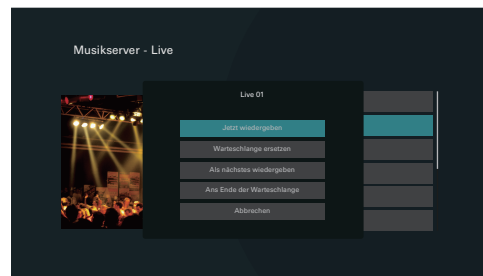 Musikserver - Live
Live 01
Jetzt wiedergeben
Warteschlange ersetzen
Als nächstes wiedergeben
Ans Ende der Warteschlange
Abbrechen